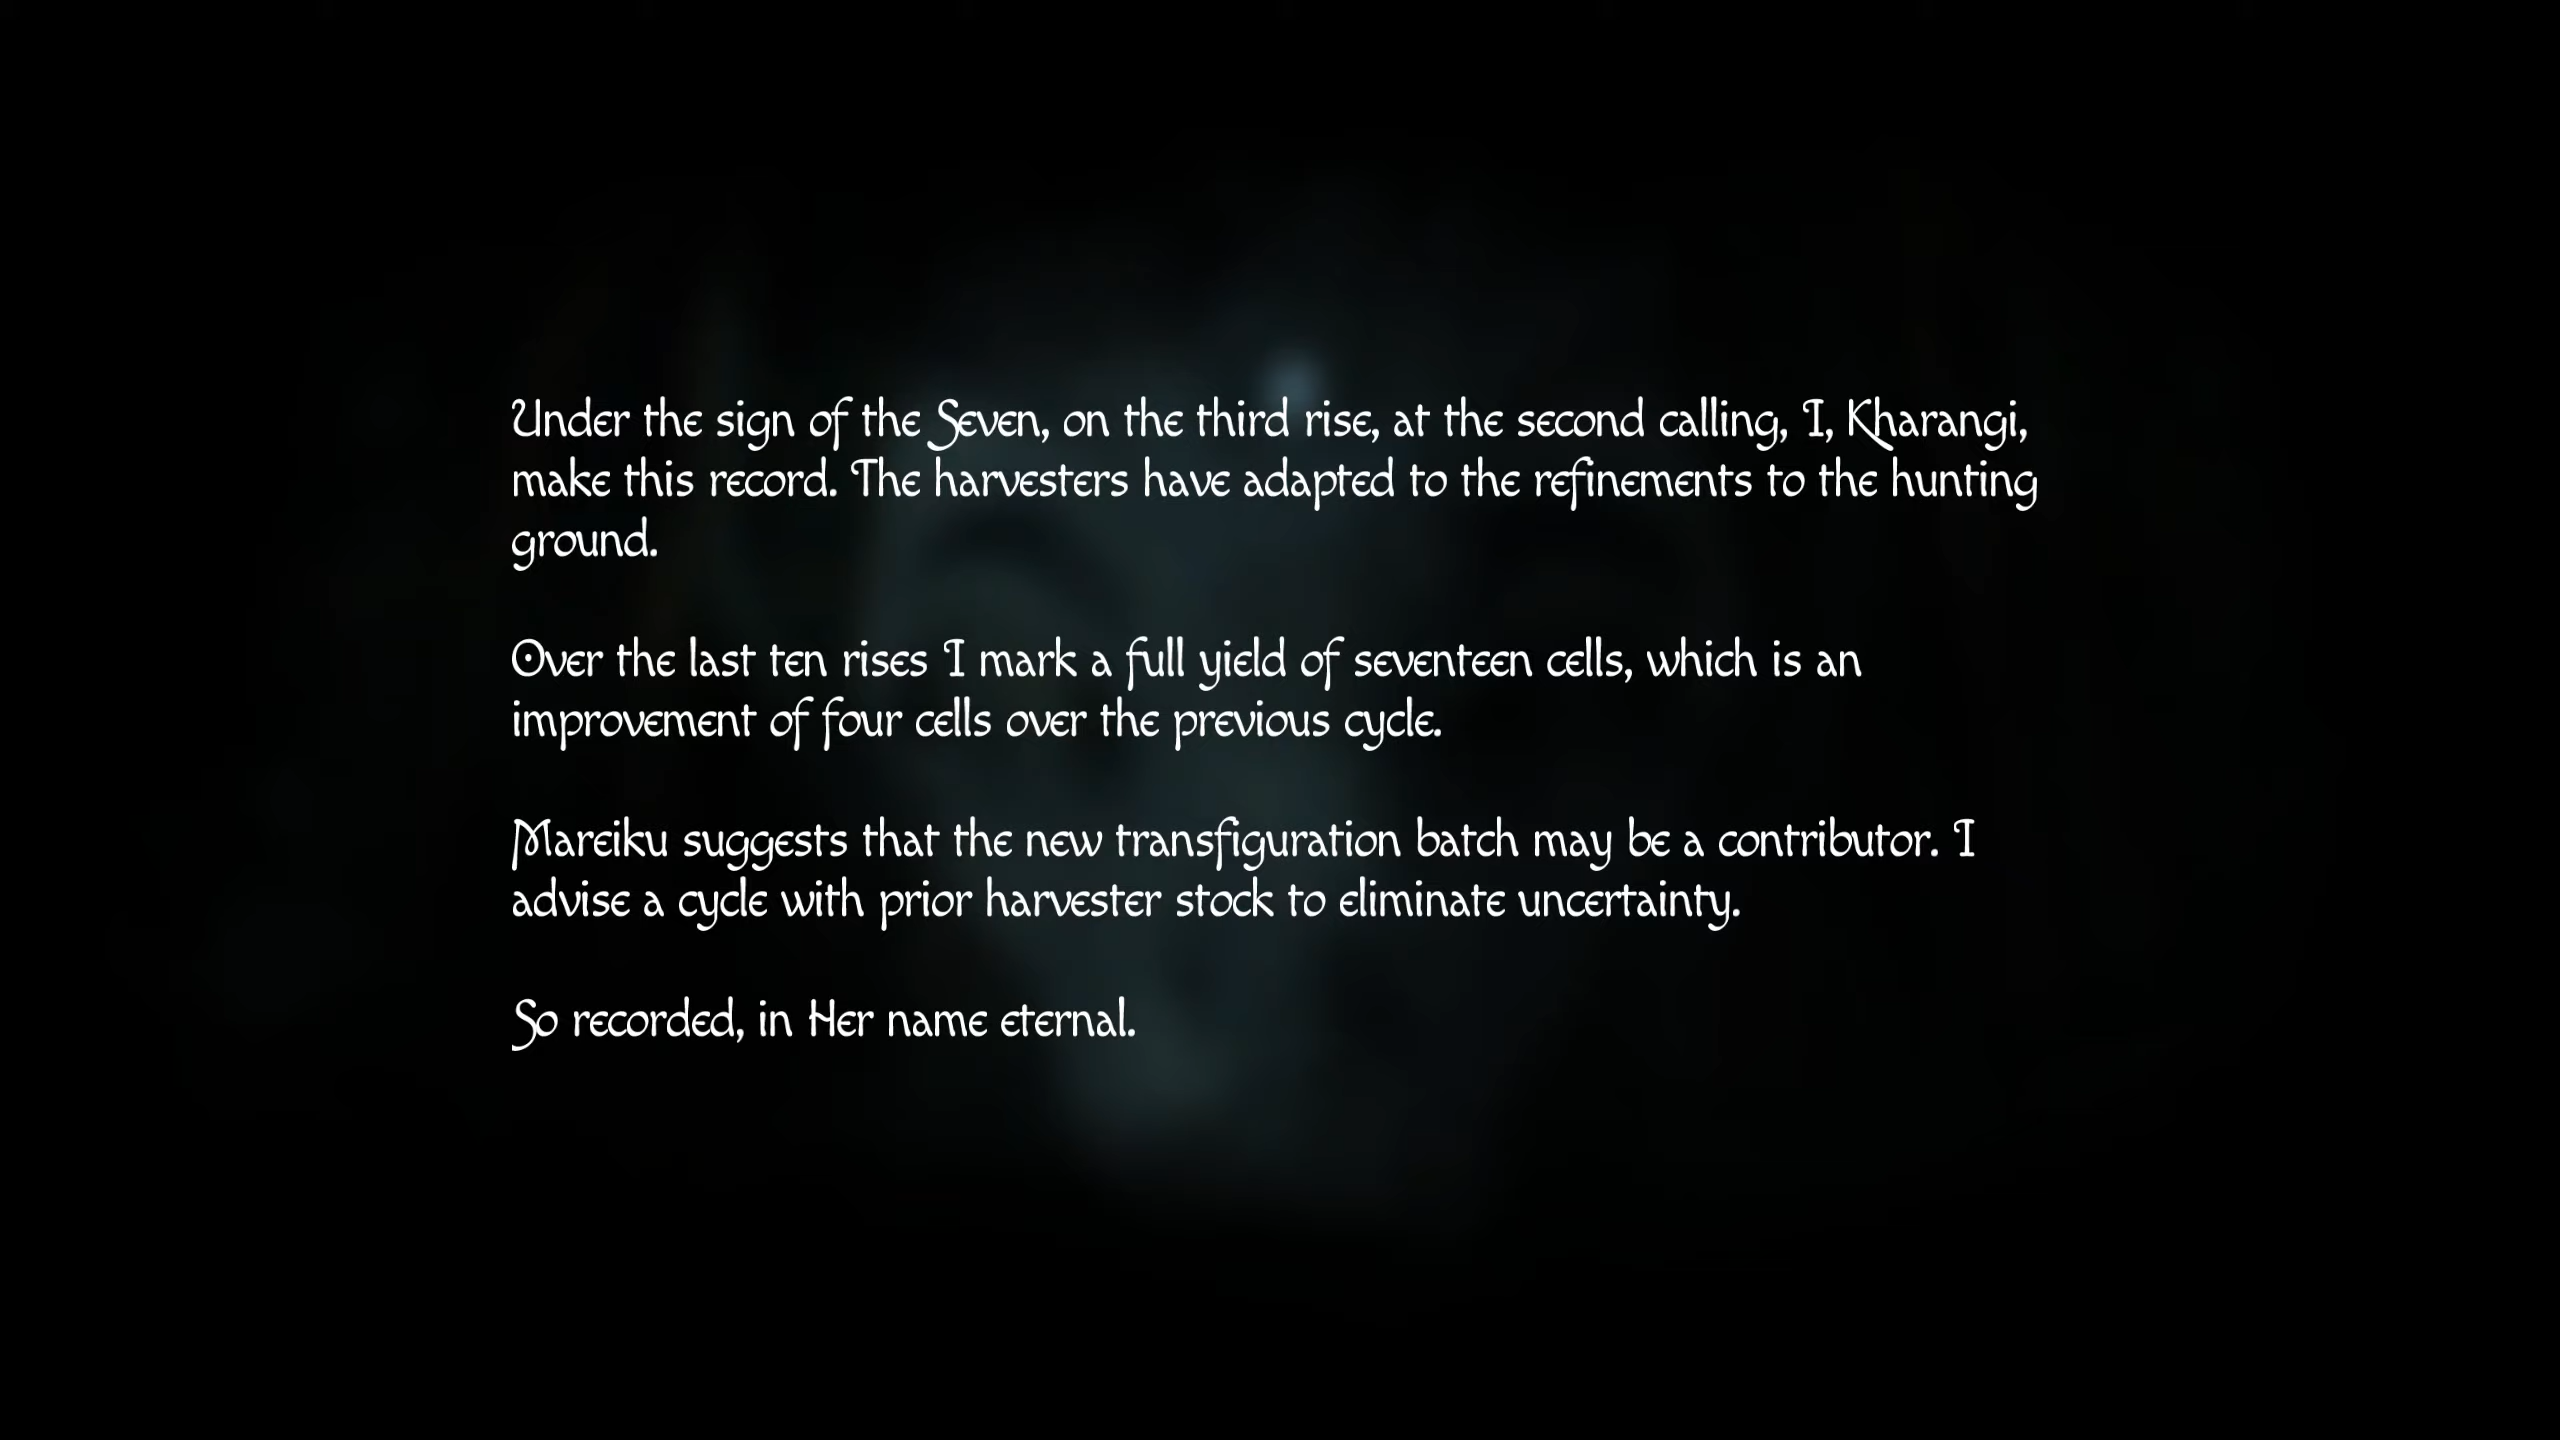 Under the sign of the Seven, on the third rise, at the second calling, I, Kharangi,
make this record. The harvesters have adapted to the refinements to the hunting
ground.
Over the last ten rises I mark a full yield of seventeen cells, which is an
improvement of four cells over the previous cycle.
Mareiku suggests that the new transfiguration batch may be a contributor. I
advise a cycle with prior harvester stock to eliminate uncertainty.
So recorded, in Her name eternal.